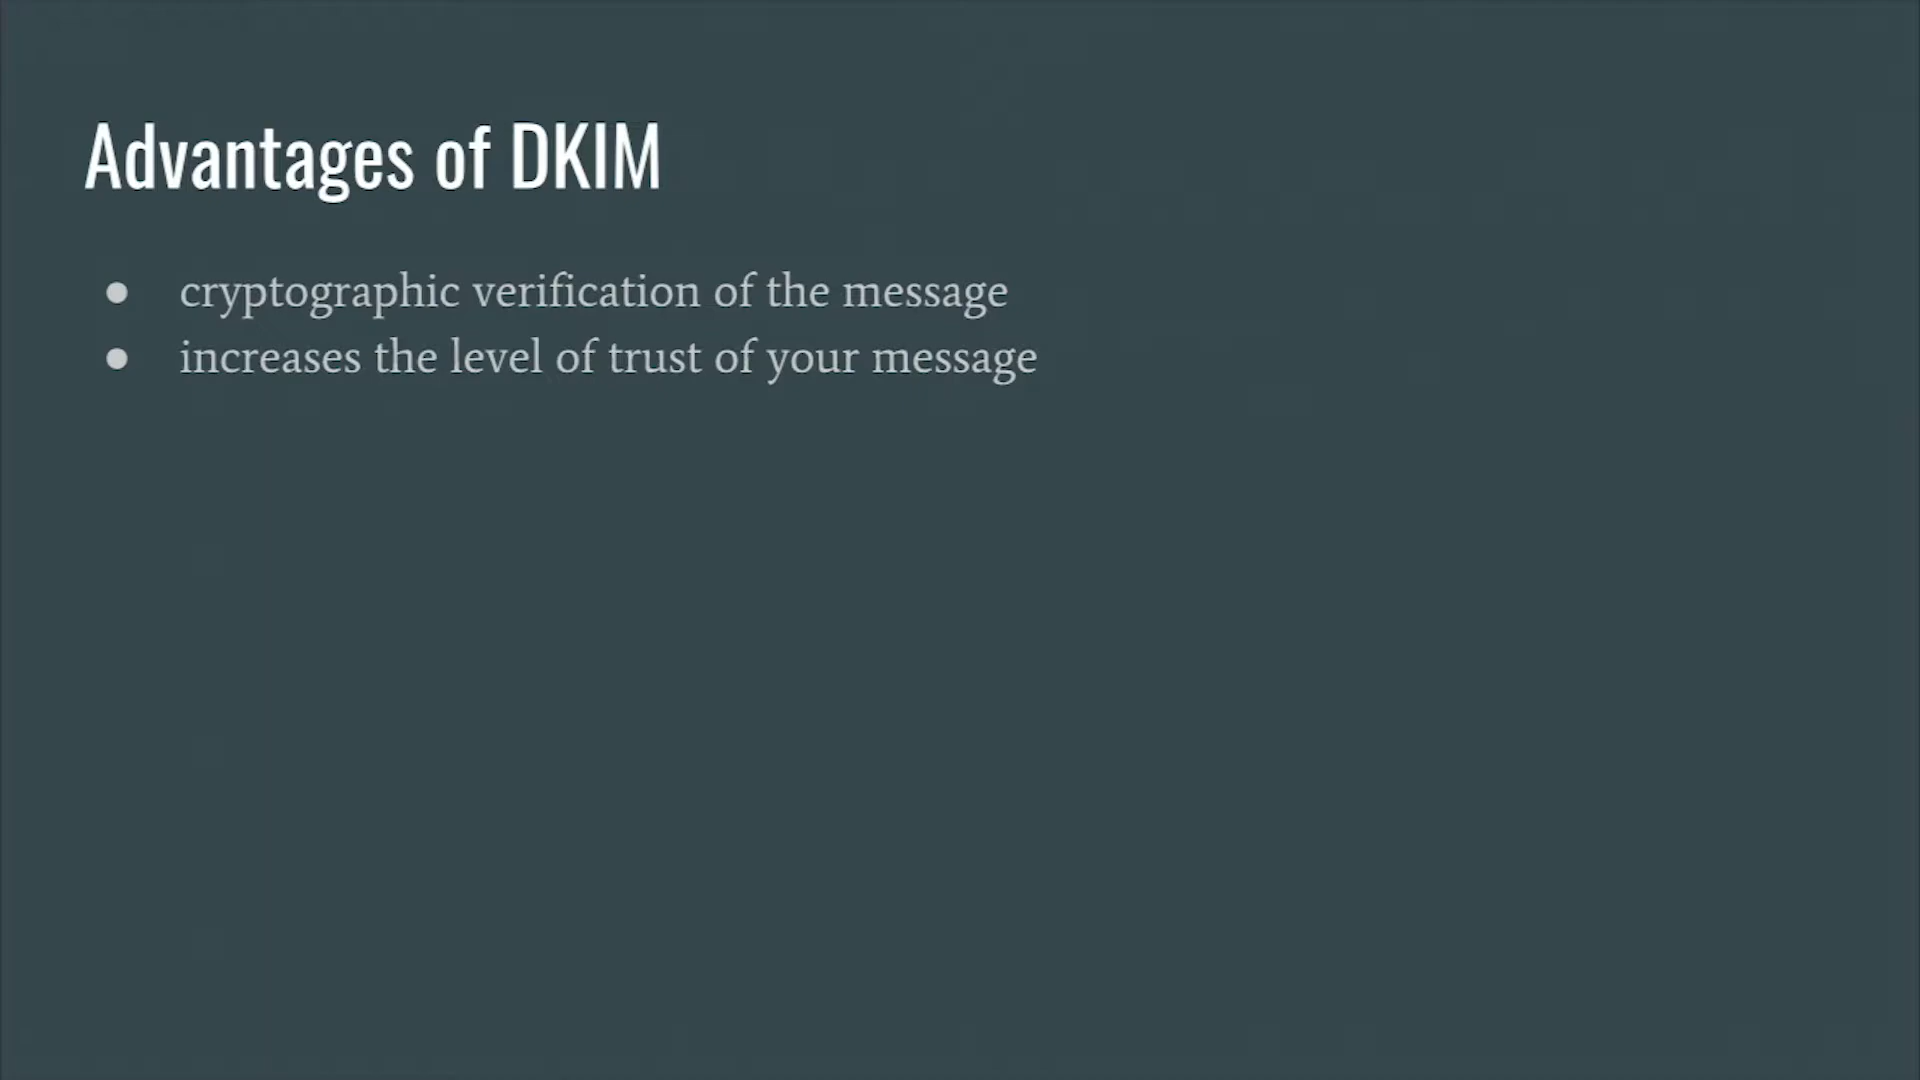 Advantages of DKIM
● cryptographic verification of the message
● increases the level of trust of your message